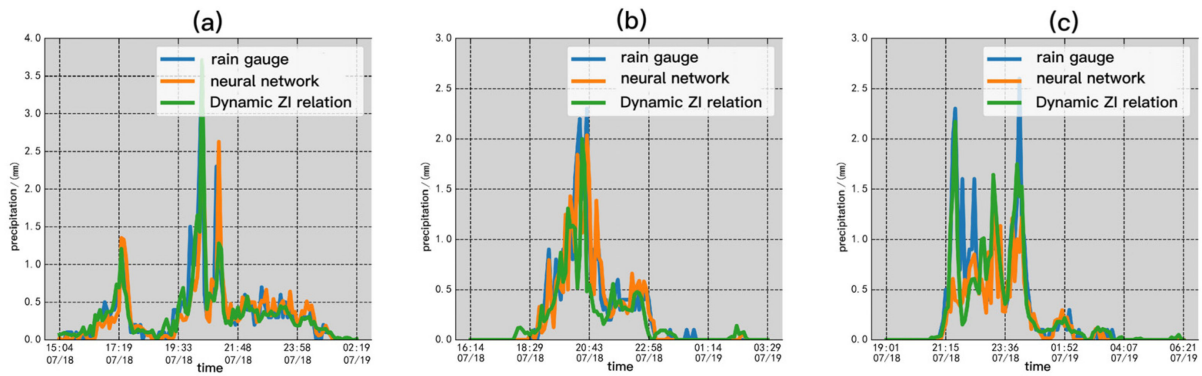 (a)
4.0
3.5
3.0
2.5
2.0
1.5
1.0
0.5
0.0
precipitation/(mm)
rain gauge
neural network
Dynamic ZI relation
15:04 17:19 19:33 21:48 23:58 02:19
07/18 07/18 07/18 07/18 07/18 07/19
time
(b)
3.0
2.5
2.0
1.5
1.0
0.5
0.0
precipitation/(mm)
rain gauge
neural network
Dynamic ZI relation
16:14 18:29 20:43 22:58 01:14 03:29
07/18 07/18 07/18 07/18 07/19 07/19
time
(c)
3.0
2.5
2.0
1.5
1.0
0.5
0.0
precipitation/(mm)
rain gauge
neural network
Dynamic ZI relation
19:01 21:15 23:36 01:52 04:07 06:21
07/18 07/18 07/18 07/19 07/19 07/19
time